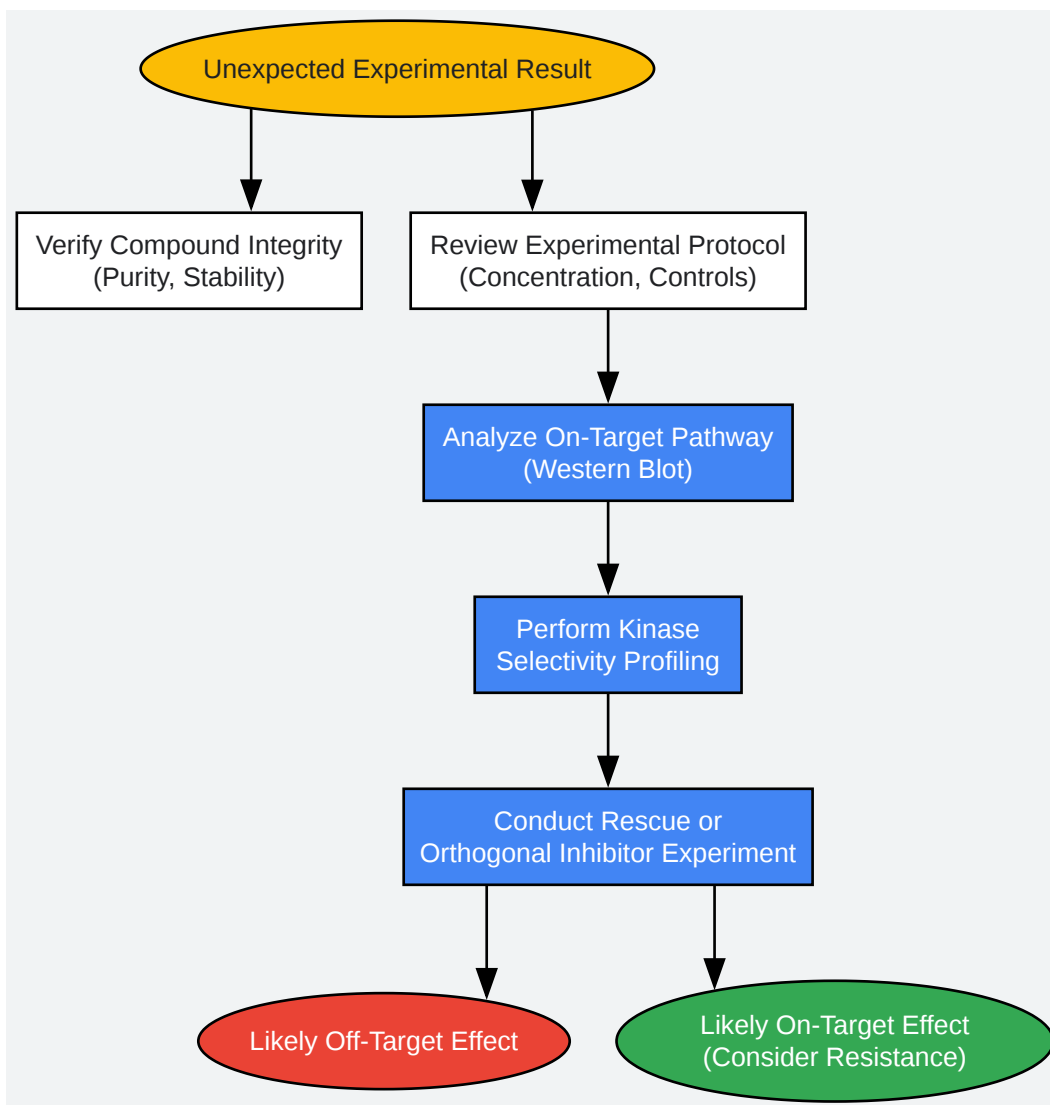 Unexpected Experimental Result
Verify Compound Integrity
(Purity, Stability)
Review Experimental Protocol
(Concentration, Controls)
Analyze On-Target Pathway
(Western Blot)
Perform Kinase
Selectivity Profiling
Conduct Rescue or
Orthogonal Inhibitor Experiment
Likely Off-Target Effect
Likely On-Target Effect
(Consider Resistance)